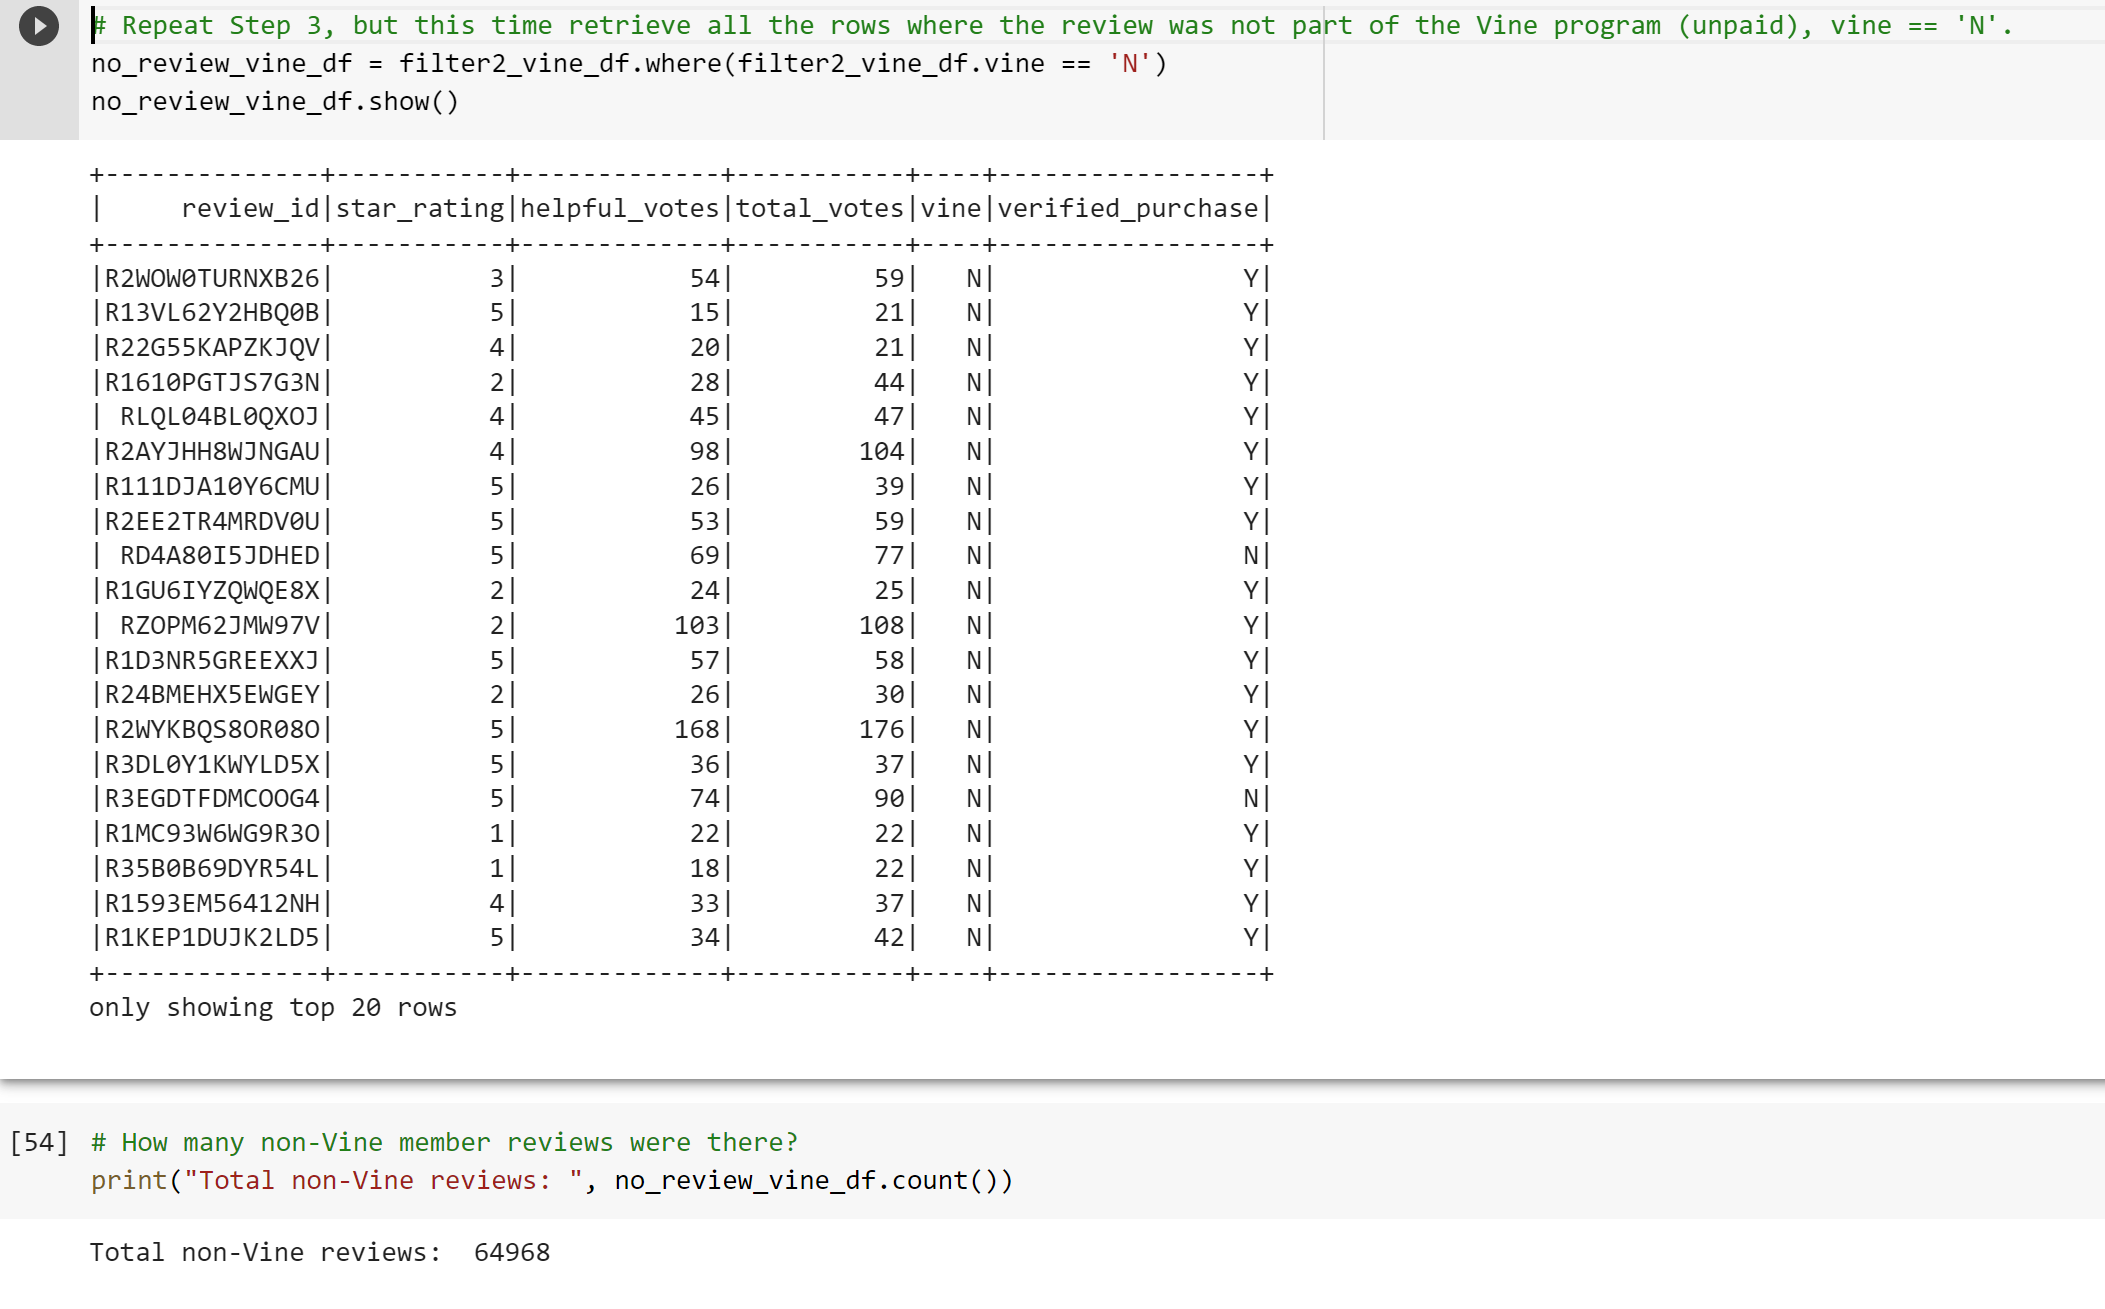 # Repeat Step 3, but this time retrieve all the rows where the review was not part of the Vine program (unpaid), vine == 'N'.
no_review_vine_df = filter2_vine_df.where(filter2_vine_df.vine == 'N')
no_review_vine_df.show()
+--------------+-----------+-------------+-----------+----+-----------------+
|     review_id|star_rating|helpful_votes|total_votes|vine|verified_purchase|
+--------------+-----------+-------------+-----------+----+-----------------+
|R2WOW0TURNXB26|          3|           54|         59|   N|                Y|
|R13VL62Y2HBQ0B|          5|           15|         21|   N|                Y|
|R22G55KAPZKJQV|          4|           20|         21|   N|                Y|
|R1610PGTJS7G3N|          2|           28|         44|   N|                Y|
| RLQL04BL0QXOJ|          4|           45|         47|   N|                Y|
|R2AYJHH8WJNGAU|          4|           98|        104|   N|                Y|
|R111DJA10Y6CMU|          5|           26|         39|   N|                Y|
|R2EE2TR4MRDV0U|          5|           53|         59|   N|                Y|
| RD4A80I5JDHED|          5|           69|         77|   N|                N|
|R1GU6IYZQWQE8X|          2|           24|         25|   N|                Y|
| RZOPM62JMW97V|          2|          103|        108|   N|                Y|
|R1D3NR5GREEXXJ|          5|           57|         58|   N|                Y|
|R24BMEHX5EWGEY|          2|           26|         30|   N|                Y|
|R2WYKBQS8OR08O|          5|          168|        176|   N|                Y|
|R3DL0Y1KWYLD5X|          5|           36|         37|   N|                Y|
|R3EGDTFDMCOOG4|          5|           74|         90|   N|                N|
|R1MC93W6WG9R3O|          1|           22|         22|   N|                Y|
|R35B0B69DYR54L|          1|           18|         22|   N|                Y|
|R1593EM56412NH|          4|           33|         37|   N|                Y|
|R1KEP1DUJK2LD5|          5|           34|         42|   N|                Y|
+--------------+-----------+-------------+-----------+----+-----------------+
only showing top 20 rows
[54] # How many non-Vine member reviews were there?
print("Total non-Vine reviews: ", no_review_vine_df.count())
Total non-Vine reviews:  64968